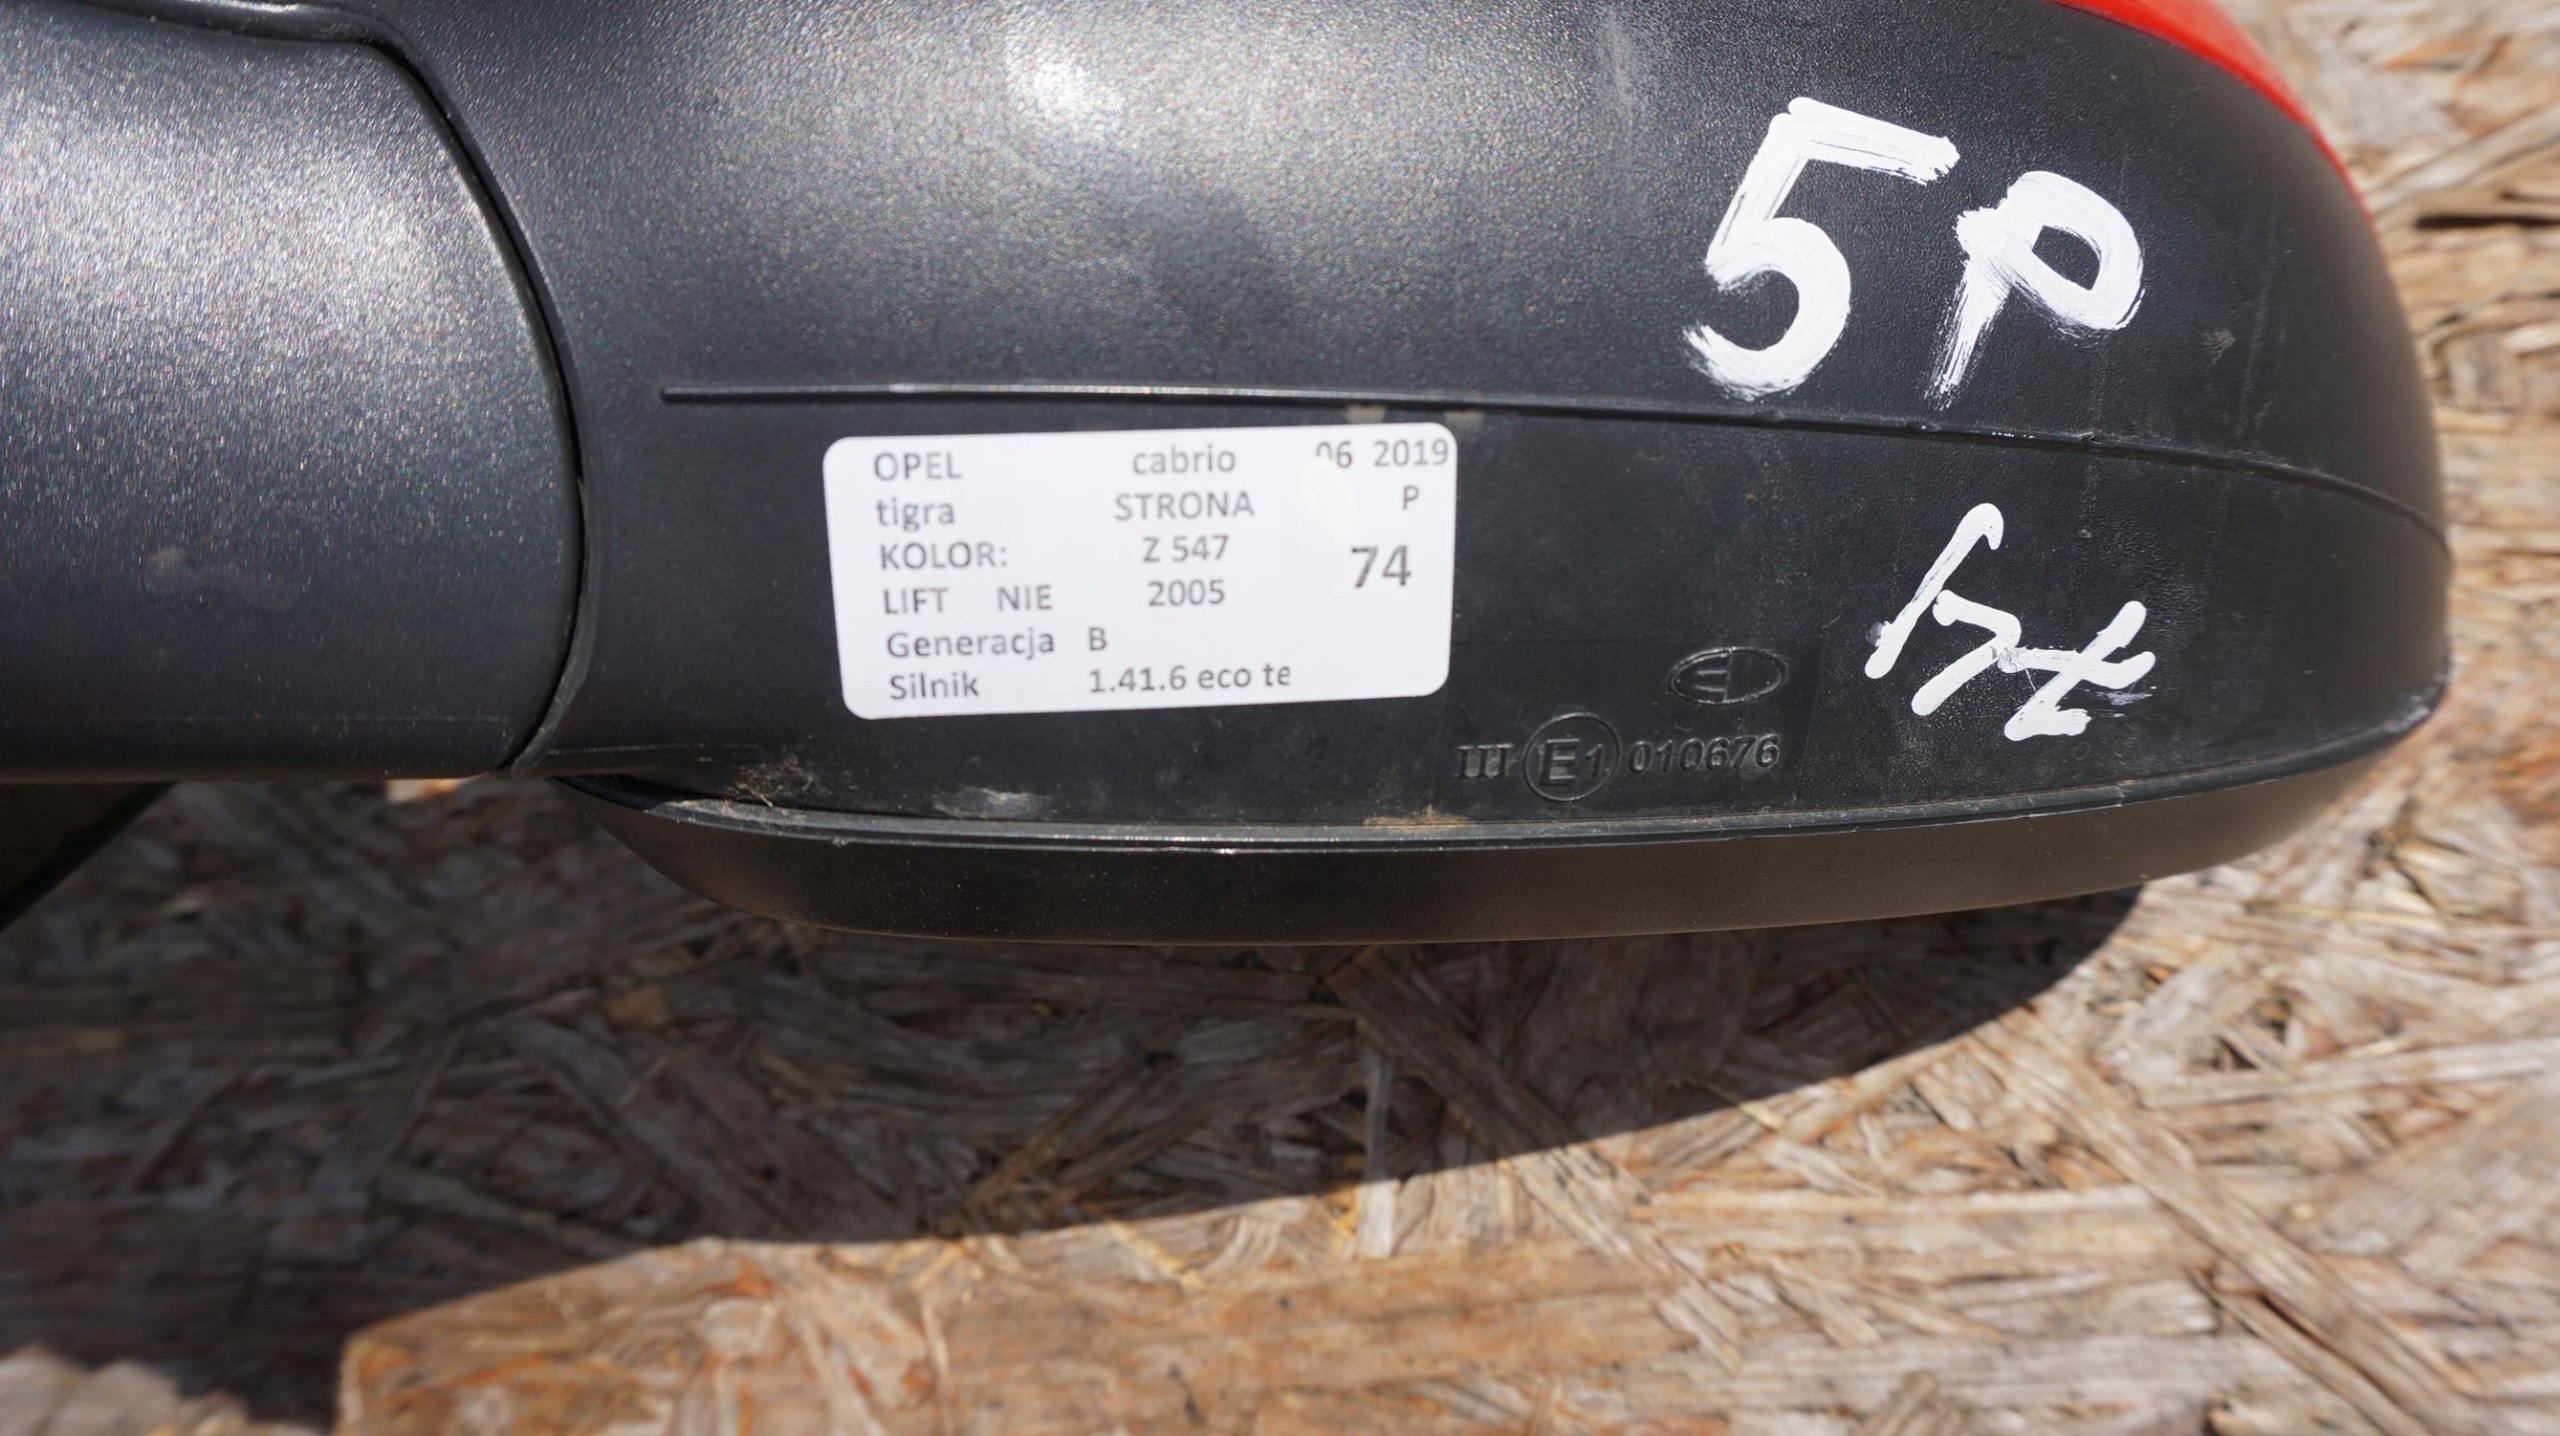 5P
OPEL cabrio 06 2019
tigra STRONA P
KOLOR: Z 547 74
LIFT NIE 2005
Generacja B
Silnik 1.41.6 eco te
III E1 010676